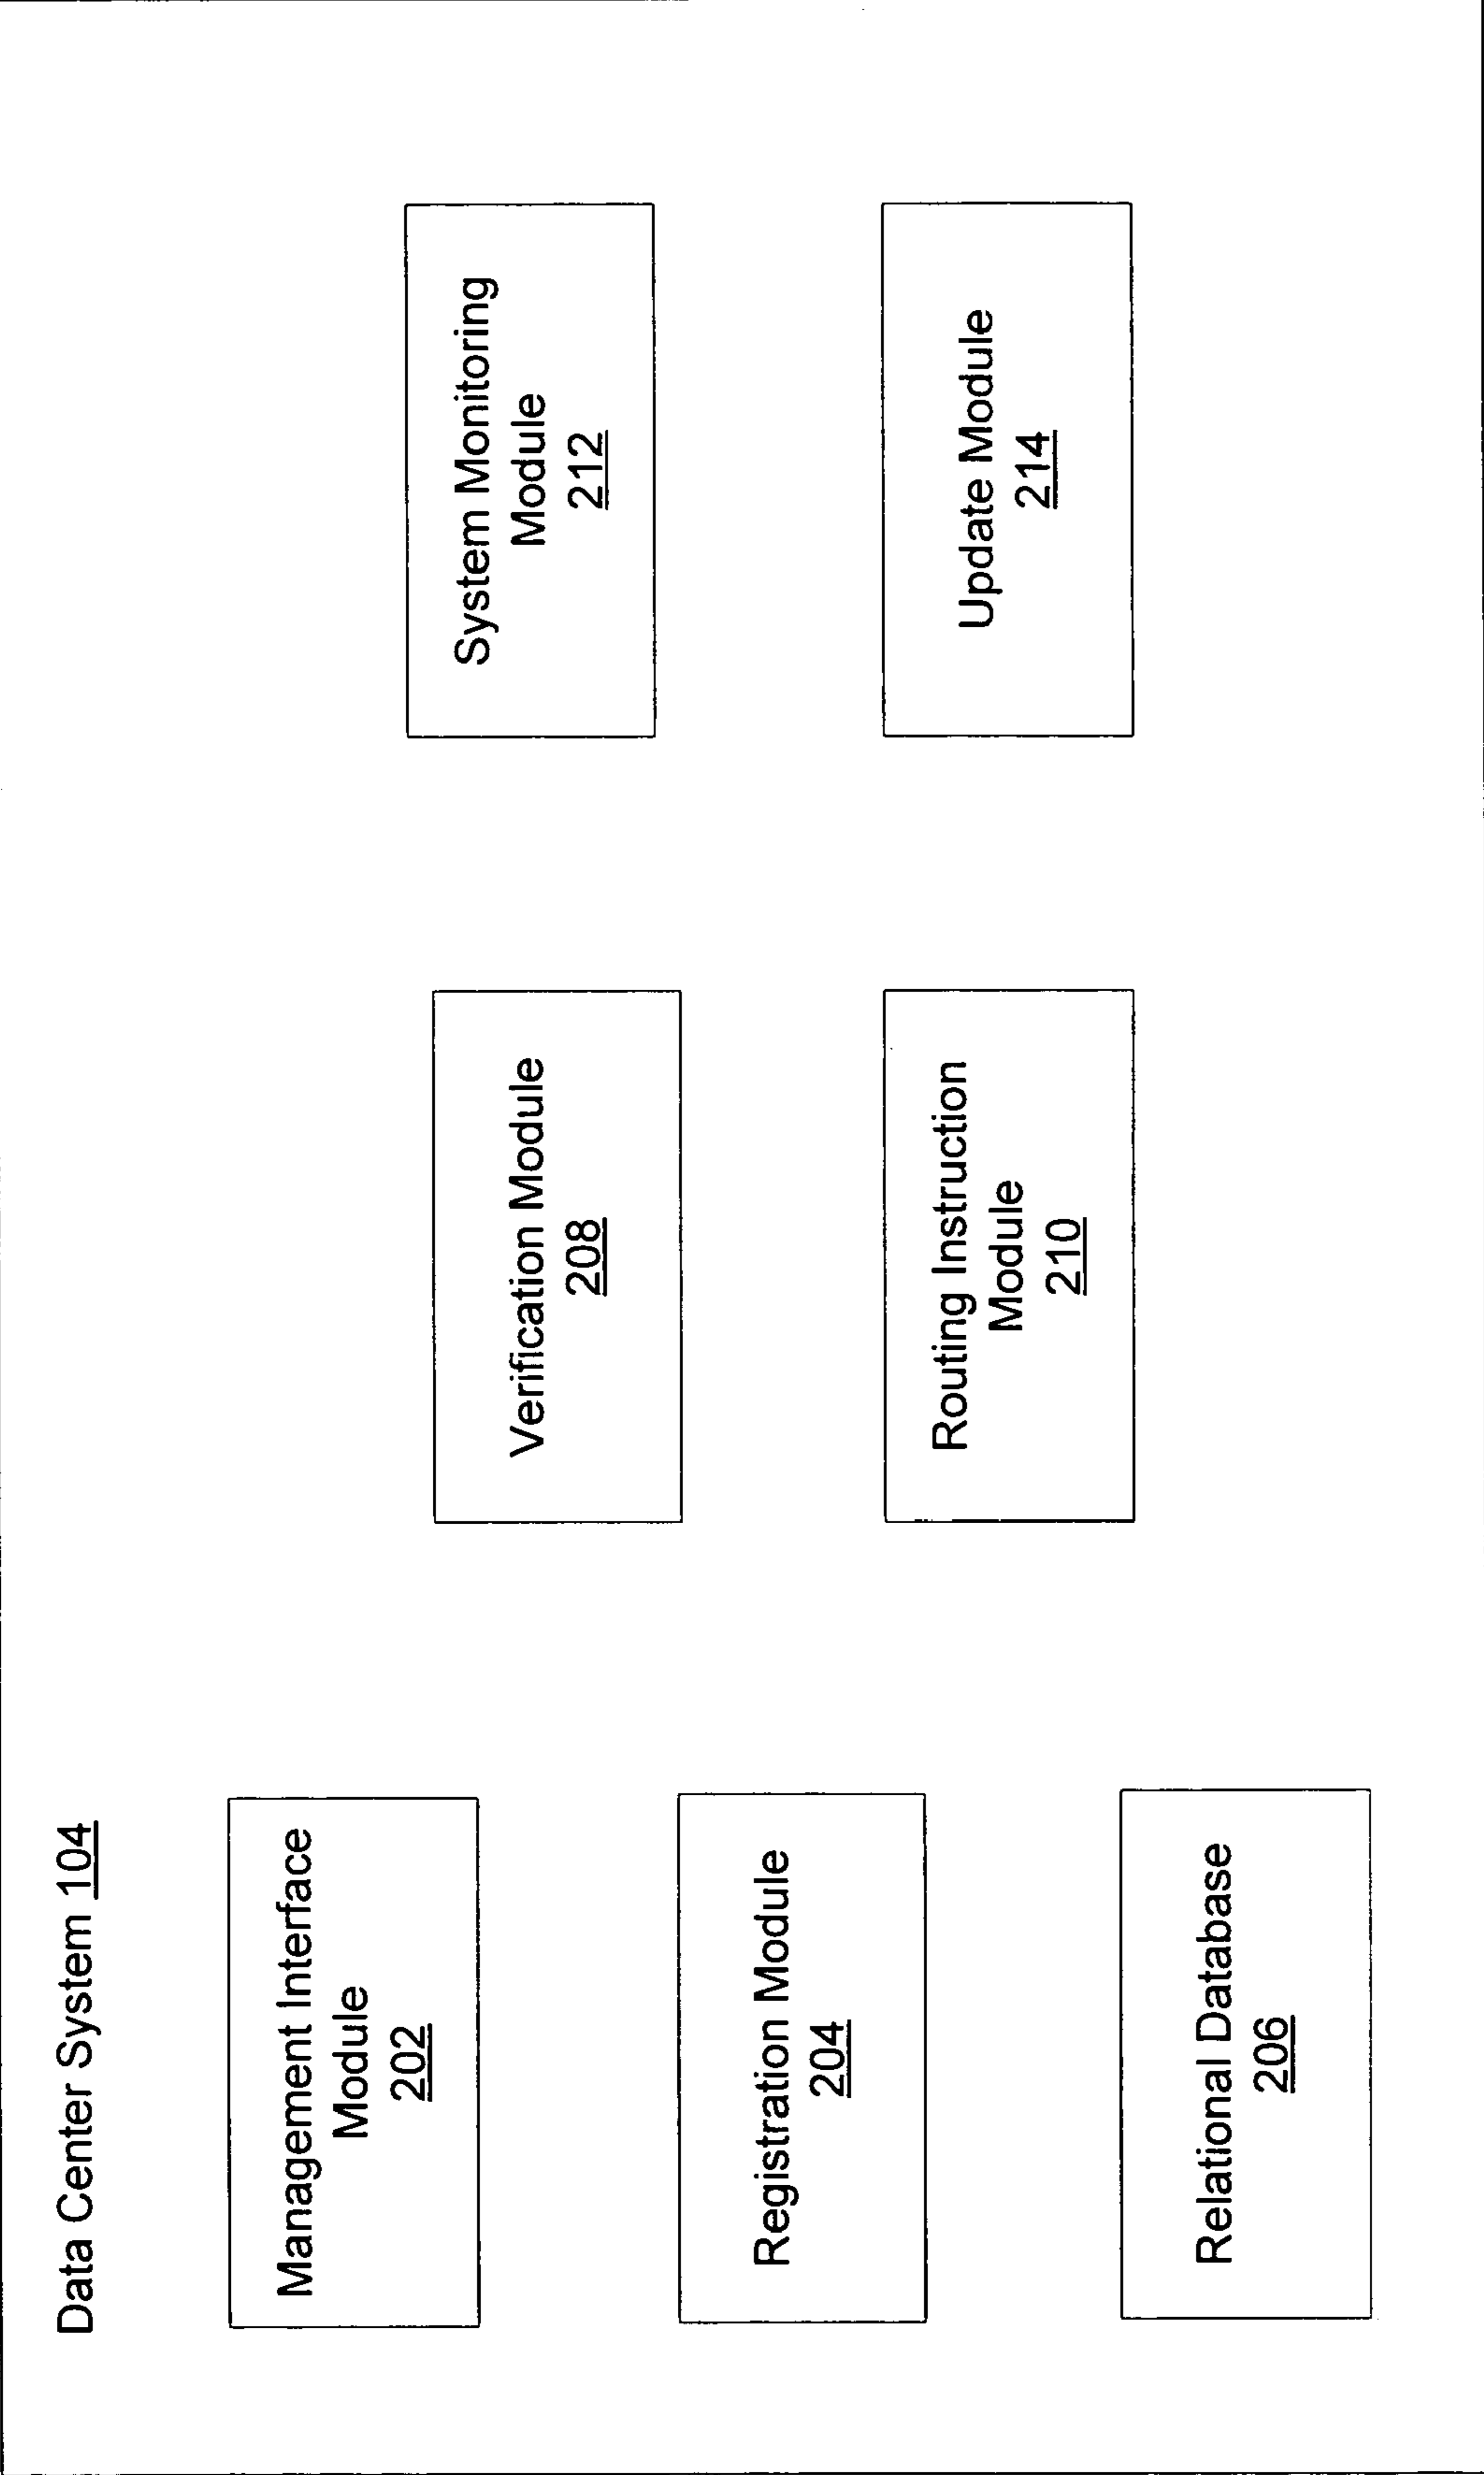 Data Center System 104
Management Interface
Module
202
Registration Module
204
Relational Database
206
Verification Module
208
Routing Instruction
Module
210
System Monitoring
Module
212
Update Module
214